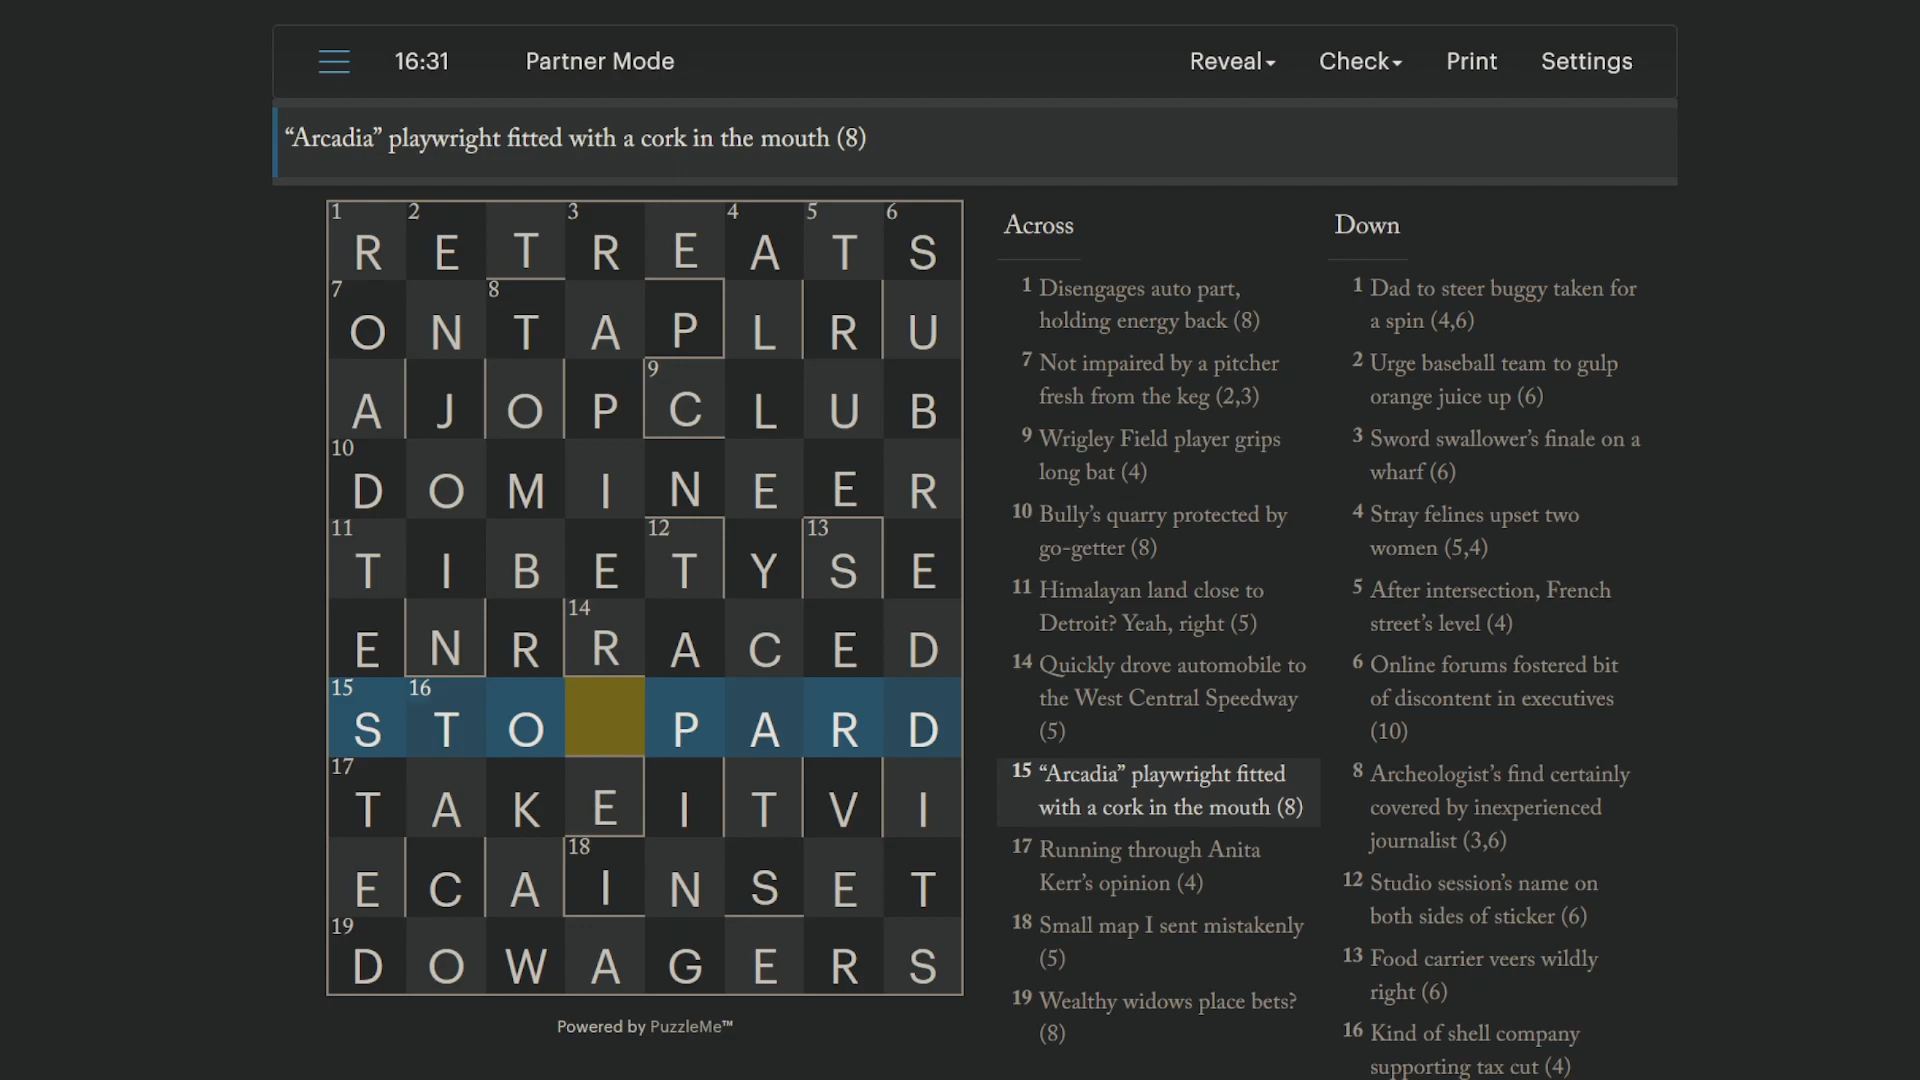 16:31 Partner Mode Reveal Check Print Settings
“Arcadia” playwright fitted with a cork in the mouth (8)
1 2 3 4 5 6
R E T R E A T S
7 8
O N T A P L R U
9
A J O P C L U B
10
D O M I N E E R
11 12 13
T I B E T Y S E
14
E N R R A C E D
15 16
S T O P A R D
17
T A K E I T V I
18
E C A I N S E T
19
D O W A G E R S
Powered by PuzzleMe™
Across
1 Disengages auto part,
holding energy back (8)
7 Not impaired by a pitcher
fresh from the keg (2,3)
9 Wrigley Field player grips
long bat (4)
10 Bully’s quarry protected by
go-getter (8)
11 Himalayan land close to
Detroit? Yeah, right (5)
14 Quickly drove automobile to
the West Central Speedway
(5)
15 “Arcadia” playwright fitted
with a cork in the mouth (8)
17 Running through Anita
Kerr’s opinion (4)
18 Small map I sent mistakenly
(5)
19 Wealthy widows place bets?
(8)
Down
1 Dad to steer buggy taken for
a spin (4,6)
2 Urge baseball team to gulp
orange juice up (6)
3 Sword swallower’s finale on a
wharf (6)
4 Stray felines upset two
women (5,4)
5 After intersection, French
street’s level (4)
6 Online forums fostered bit
of discontent in executives
(10)
8 Archeologist’s find certainly
covered by inexperienced
journalist (3,6)
12 Studio session’s name on
both sides of sticker (6)
13 Food carrier veers wildly
right (6)
16 Kind of shell company
supporting tax cut (4)